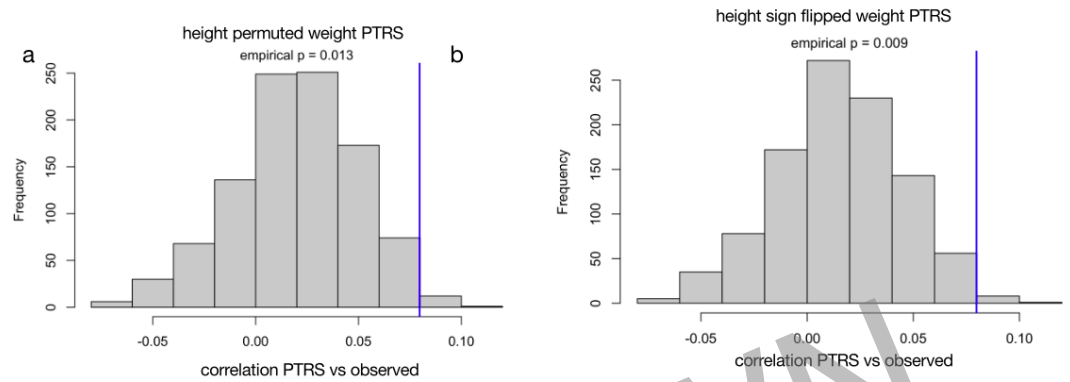 a
height permuted weight PTRS
empirical p = 0.013
Frequency
250
200
150
100
50
0
-0.05
0.00
0.05
0.10
correlation PTRS vs observed
b
height sign flipped weight PTRS
empirical p = 0.009
Frequency
250
200
150
100
50
0
-0.05
0.00
0.05
0.10
correlation PTRS vs observed